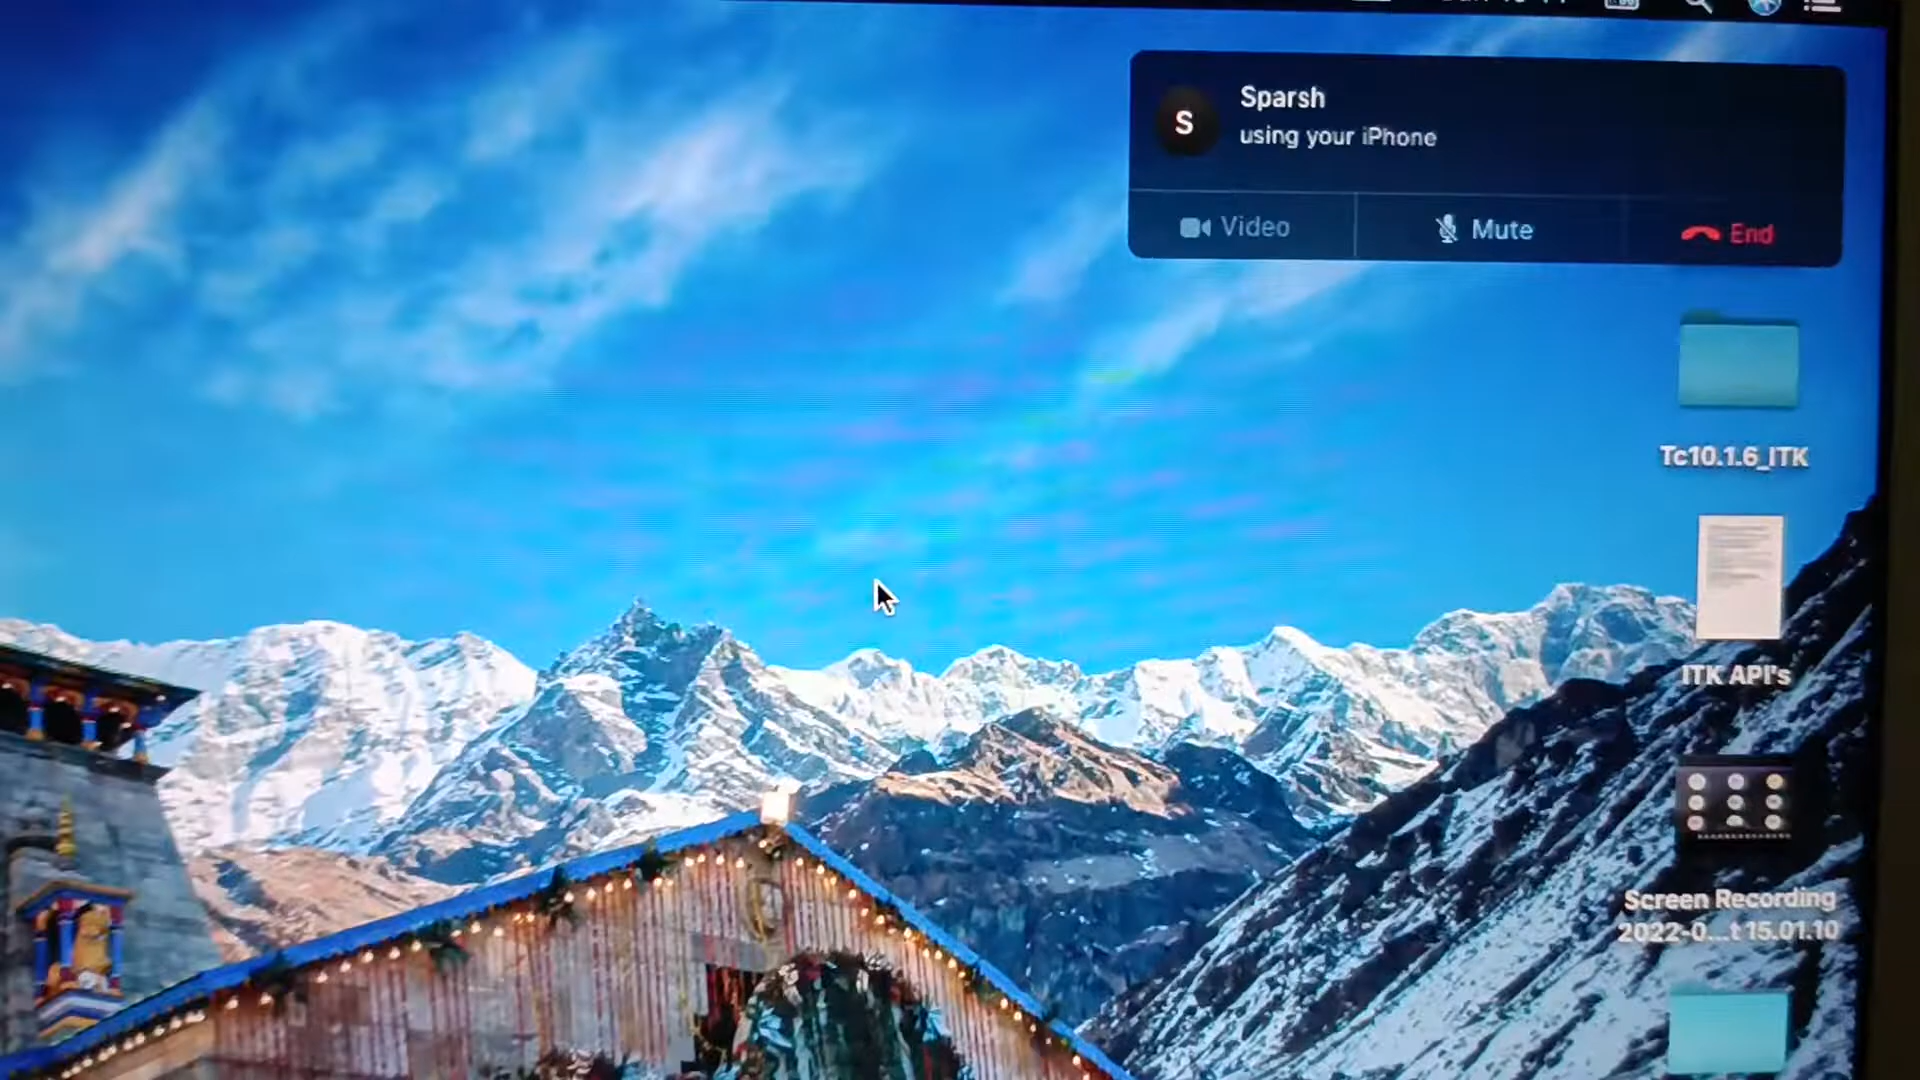 Sparsh
S
using your iPhone
Video
Mute
End
Tc10.1.6_ITK
ITK API's
Screen Recording
2022-0...t 15.01.10